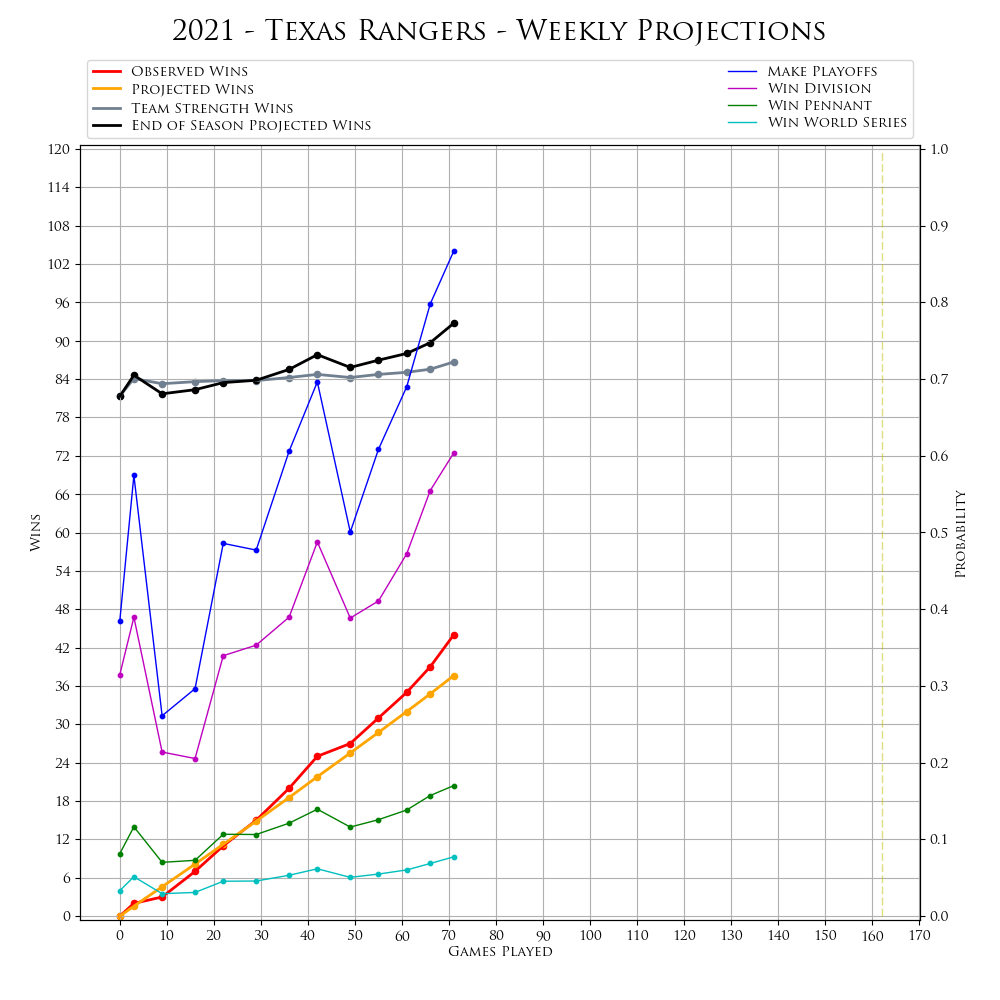 2021 - Texas Rangers - Weekly Projections
Observed Wins
Projected Wins
Team Strength Wins
End of Season Projected Wins
Make Playoffs
Win Division
Win Pennant
Win World Series
120
114
108
102
96
90
84
78
72
66
60
54
48
42
36
30
24
18
12
6
0
Wins
1.0
0.9
0.8
0.7
0.6
0.5
0.4
0.3
0.2
0.1
0.0
Probability
0 10 20 30 40 50 60 70 80 90 100 110 120 130 140 150 160 170
Games Played